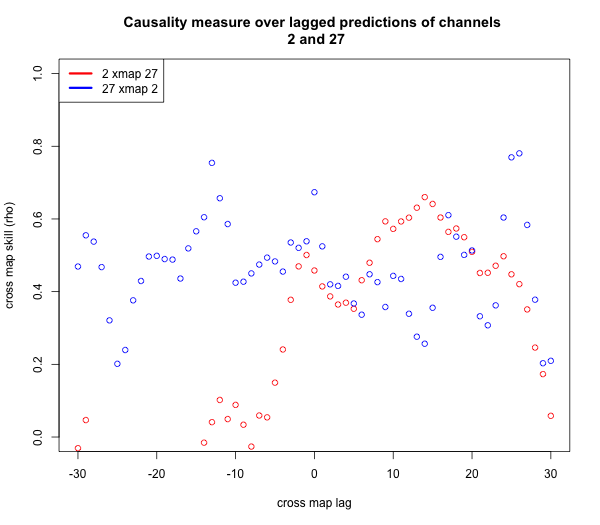 Causality measure over lagged predictions of channels
2 and 27
2 xmap 27
27 xmap 2
cross map skill (rho)
1.0
0.8
0.6
0.4
0.2
0.0
-30 -20 -10 0 10 20 30
cross map lag